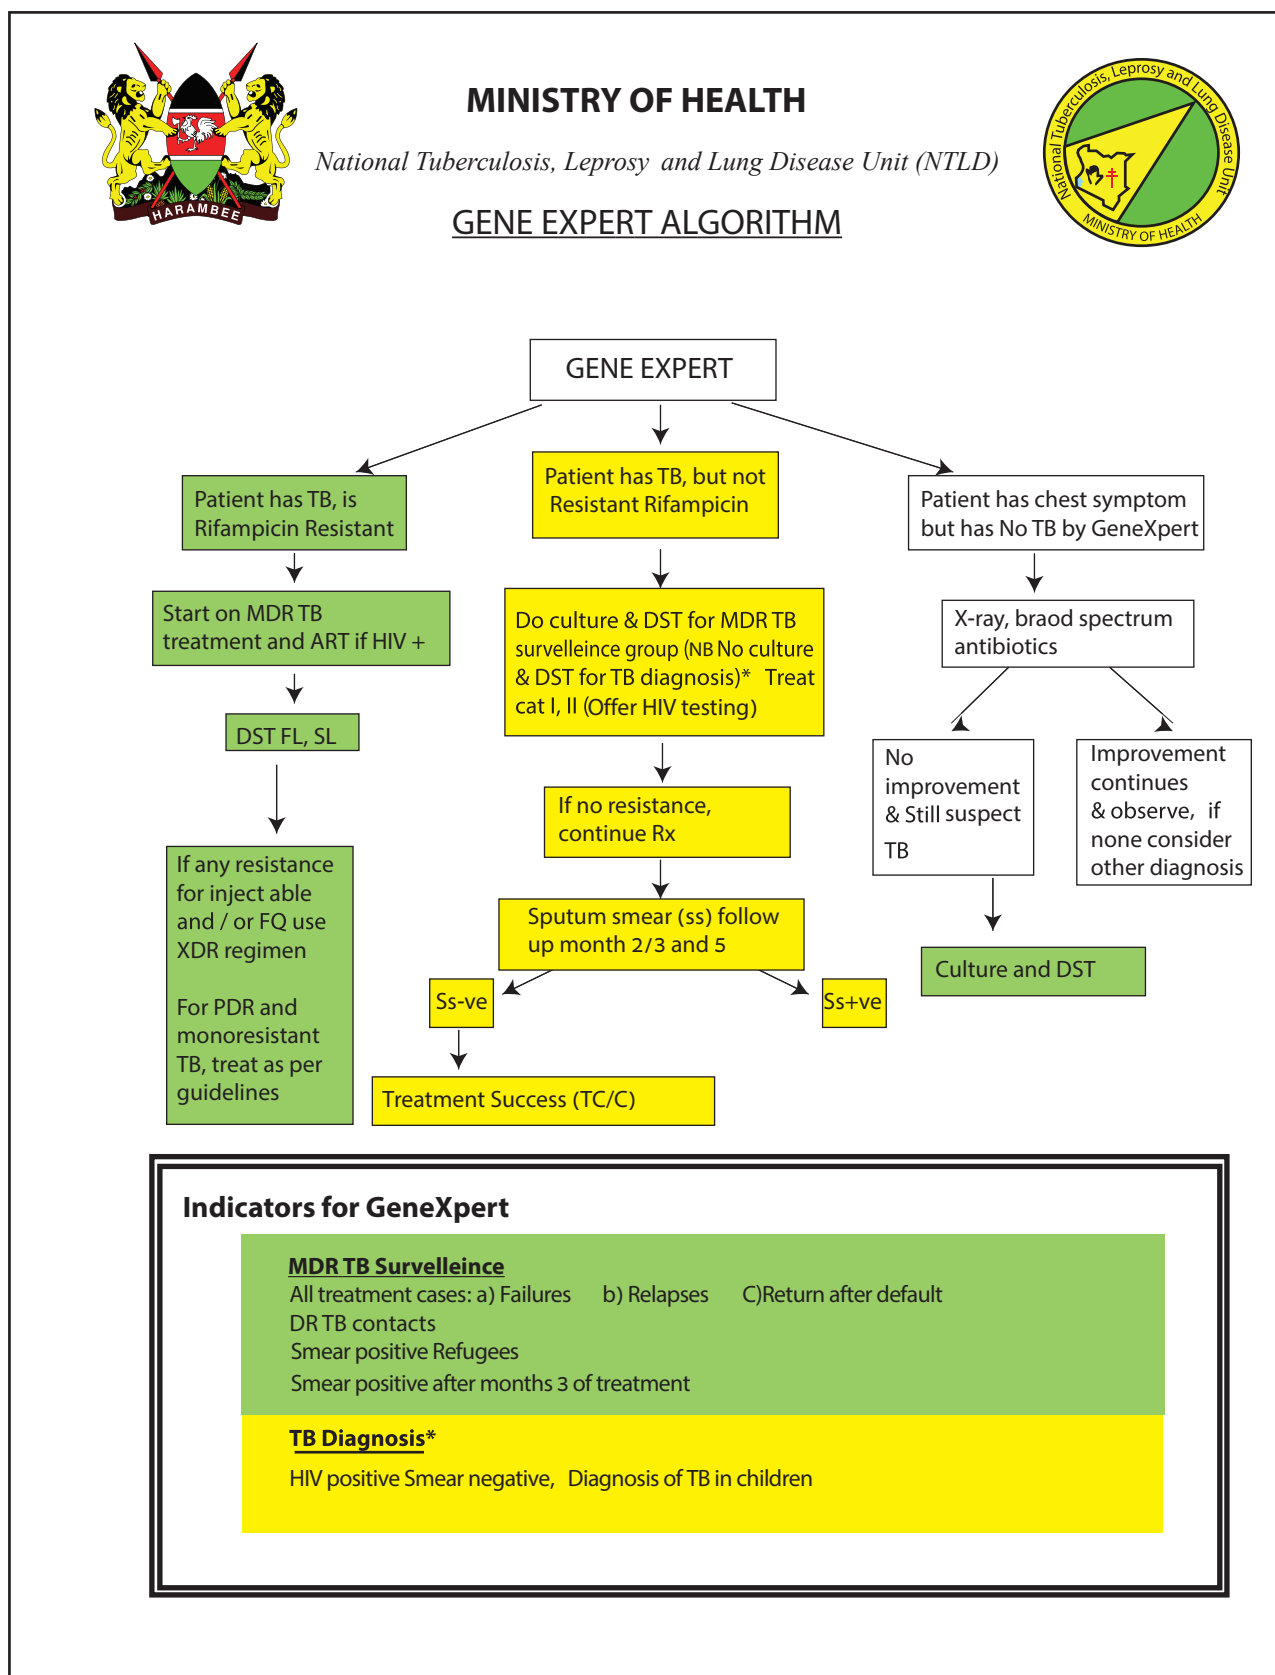 MINISTRY OF HEALTH
National Tuberculosis, Leprosy and Lung Disease Unit (NTLD)
GENE EXPERT ALGORITHM
HARAMBEE
National Tuberculosis, Leprosy and Lung Disease Unit
MINISTRY OF HEALTH
GENE EXPERT
Patient has TB, is
Rifampicin Resistant
Start on MDR TB
treatment and ART if HIV +
DST FL, SL
If any resistance
for inject able
and / or FQ use
XDR regimen
For PDR and
monoresistant
TB, treat as per
guidelines
Patient has TB, but not
Resistant Rifampicin
Do culture & DST for MDR TB
survelleince group (NB No culture
& DST for TB diagnosis)* Treat
cat I, II (Offer HIV testing)
If no resistance,
continue Rx
Sputum smear (ss) follow
up month 2/3 and 5
Ss-ve
Ss+ve
Treatment Success (TC/C)
Patient has chest symptom
but has No TB by GeneXpert
X-ray, braod spectrum
antibiotics
No
improvement
& Still suspect
TB
Improvement
continues
& observe, if
none consider
other diagnosis
Culture and DST
Indicators for GeneXpert
MDR TB Survelleince
All treatment cases: a) Failures b) Relapses C)Return after default
DR TB contacts
Smear positive Refugees
Smear positive after months 3 of treatment
TB Diagnosis*
HIV positive Smear negative, Diagnosis of TB in children